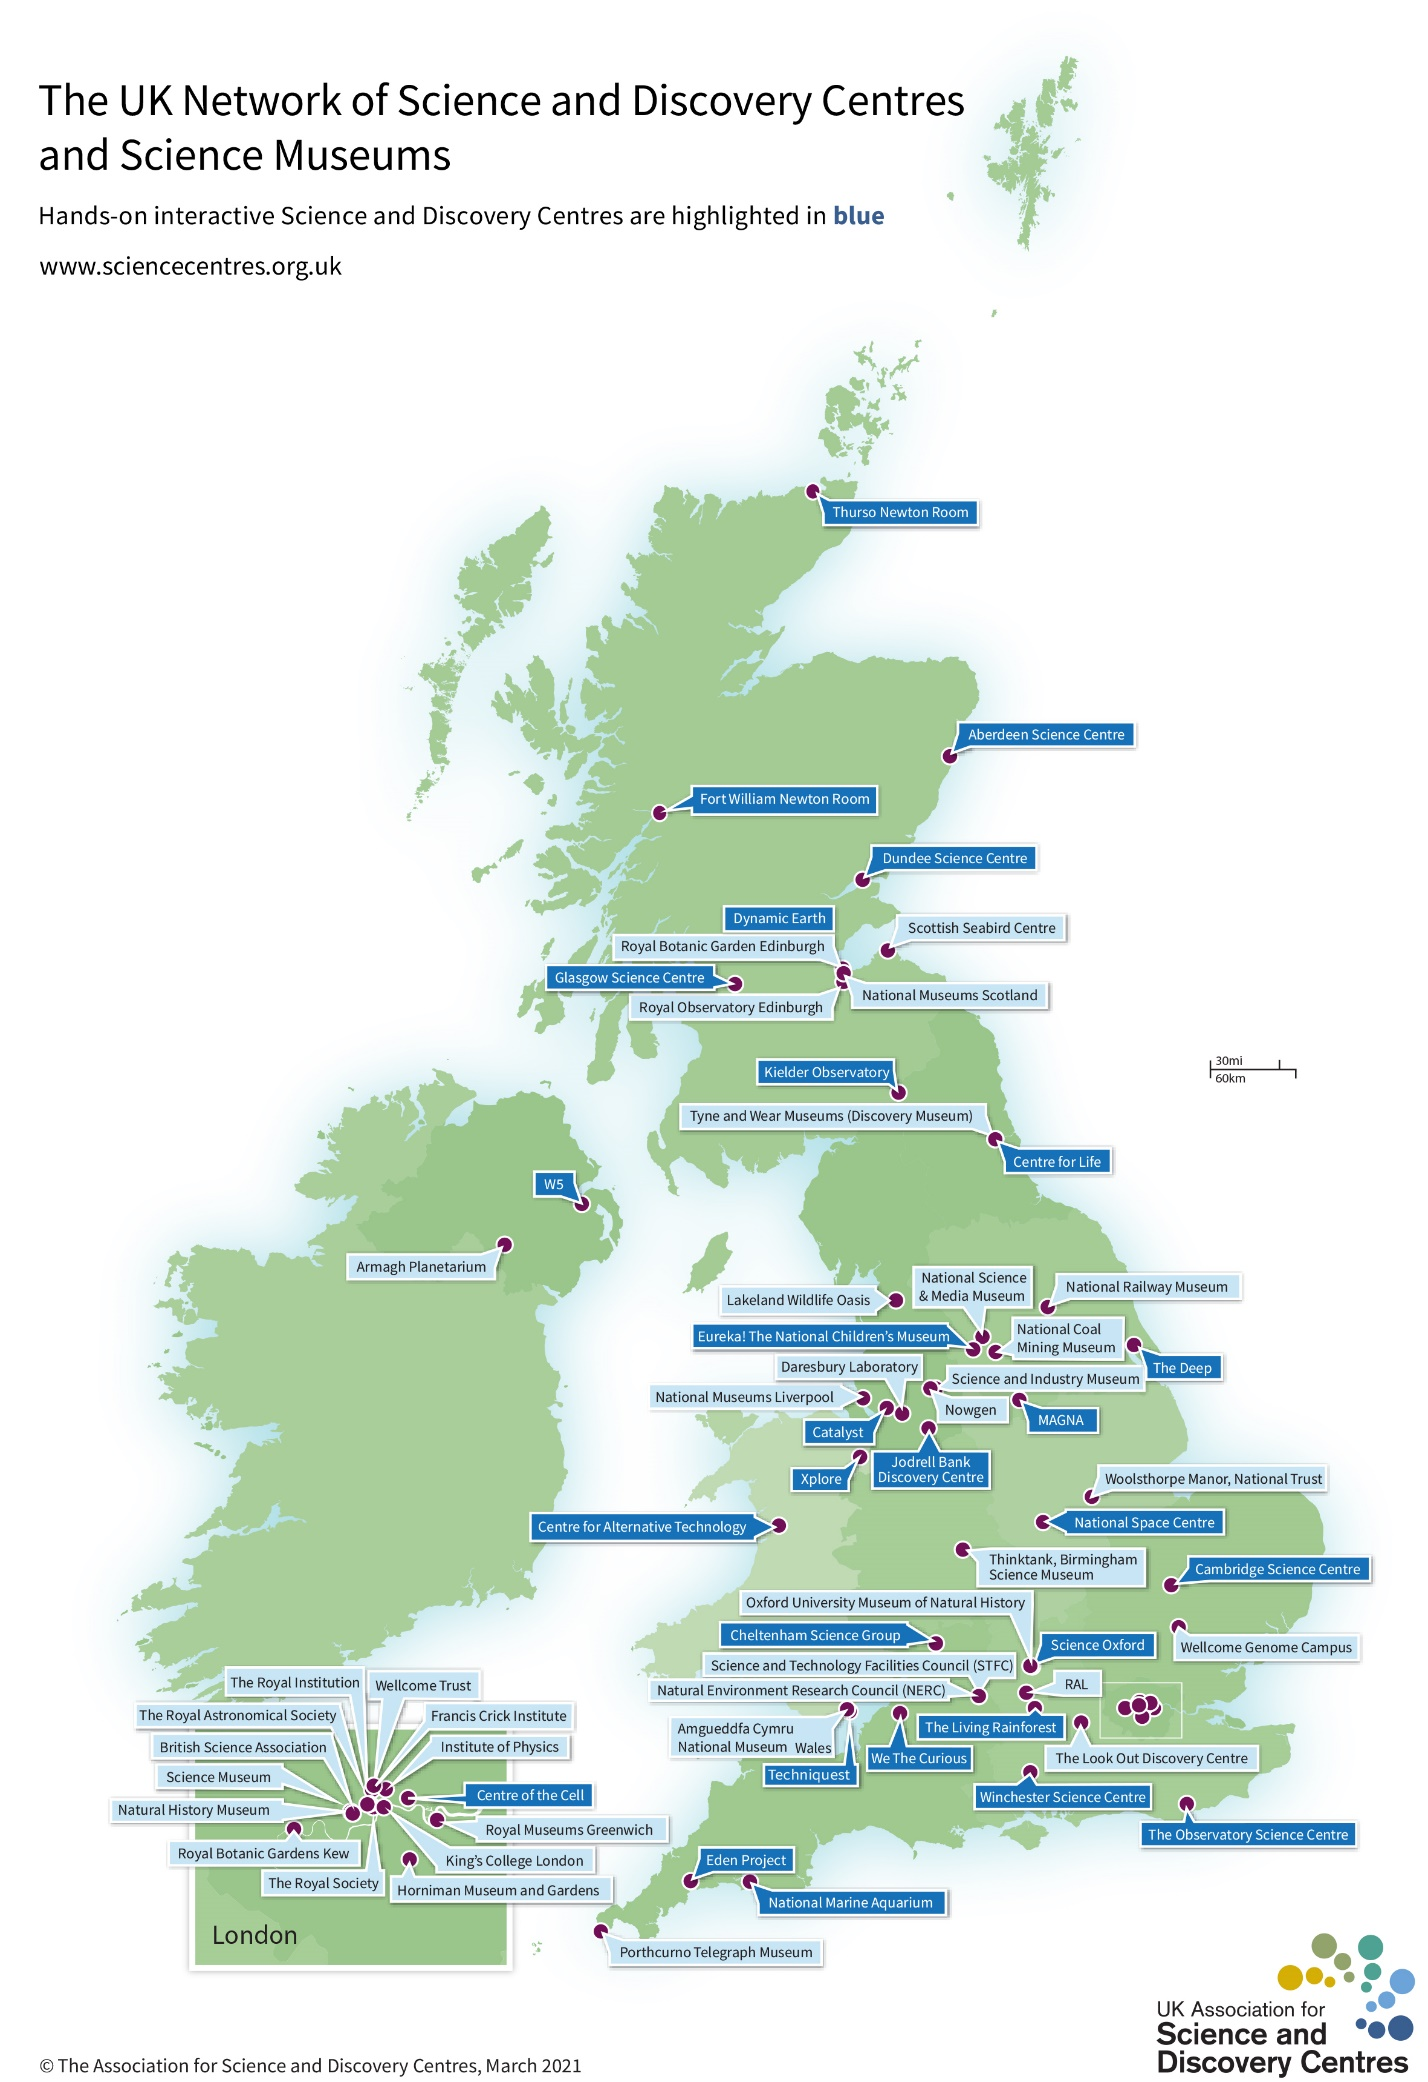 The UK Network of Science and Discovery Centres
and Science Museums
Hands-on interactive Science and Discovery Centres are highlighted in blue
www.sciencecentres.org.uk
Thurso Newton Room
Aberdeen Science Centre
Fort William Newton Room
Dundee Science Centre
Dynamic Earth
Scottish Seabird Centre
Royal Botanic Garden Edinburgh
Glasgow Science Centre
National Museums Scotland
Royal Observatory Edinburgh
30mi
60km
Kielder Observatory
Tyne and Wear Museums (Discovery Museum)
Centre for Life
W5
Armagh Planetarium
National Science
& Media Museum
National Railway Museum
Lakeland Wildlife Oasis
Eureka! The National Children's Museum
National Coal
Mining Museum
The Deep
Daresbury Laboratory
Science and Industry Museum
National Museums Liverpool
Nowgen
MAGNA
Catalyst
Jodrell Bank
Discovery Centre
Xplore
Woolsthorpe Manor, National Trust
Centre for Alternative Technology
National Space Centre
Thinktank, Birmingham
Science Museum
Cambridge Science Centre
Oxford University Museum of Natural History
Cheltenham Science Group
Science Oxford
Wellcome Genome Campus
Science and Technology Facilities Council (STFC)
RAL
Natural Environment Research Council (NERC)
Amgueddfa Cymru
National Museum Wales
The Living Rainforest
We The Curious
The Look Out Discovery Centre
Techniquest
Winchester Science Centre
The Observatory Science Centre
Eden Project
National Marine Aquarium
Porthcurno Telegraph Museum
The Royal Institution
Wellcome Trust
The Royal Astronomical Society
Francis Crick Institute
British Science Association
Institute of Physics
Science Museum
Centre of the Cell
Natural History Museum
Royal Museums Greenwich
Royal Botanic Gardens Kew
King's College London
The Royal Society
Horniman Museum and Gardens
London
UK Association for
Science and
Discovery Centres
© The Association for Science and Discovery Centres, March 2021